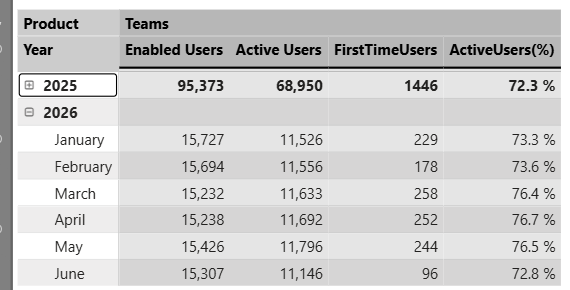 Product Teams
Year Enabled Users Active Users FirstTimeUsers ActiveUsers(%)
2025 95,373 68,950 1446 72.3 %
2026
January 15,727 11,526 229 73.3 %
February 15,694 11,556 178 73.6 %
March 15,232 11,633 258 76.4 %
April 15,238 11,692 252 76.7 %
May 15,426 11,796 244 76.5 %
June 15,307 11,146 96 72.8 %